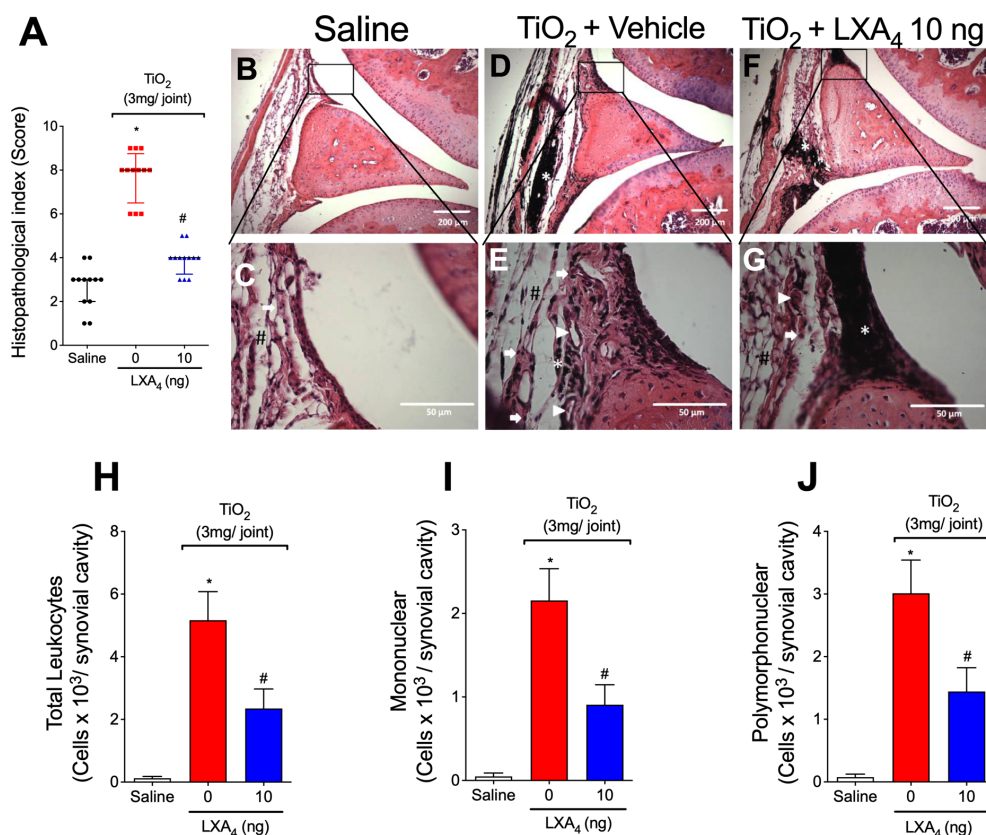 A
TiO2
(3mg/ joint)
Histopathological index (Score)
10
8
6
4
2
0
*
#
Saline
0
10
LXA4 (ng)
Saline
TiO2 + Vehicle
TiO2 + LXA4 10 ng
B
200 μm
D
*
200 μm
F
*
200 μm
C
#
50 μm
E
#
*
50 μm
G
#
*
50 μm
H
TiO2
(3mg/ joint)
Total Leukocytes
(Cells x 10³/ synovial cavity)
8
6
4
2
0
*
#
Saline
0
10
LXA4 (ng)
I
TiO2
(3mg/ joint)
Mononuclear
(Cells x 10³/ synovial cavity)
3
2
1
0
*
#
Saline
0
10
LXA4 (ng)
J
TiO2
(3mg/ joint)
Polymorphonuclear
(Cells x 10³/ synovial cavity)
4
3
2
1
0
*
#
Saline
0
10
LXA4 (ng)